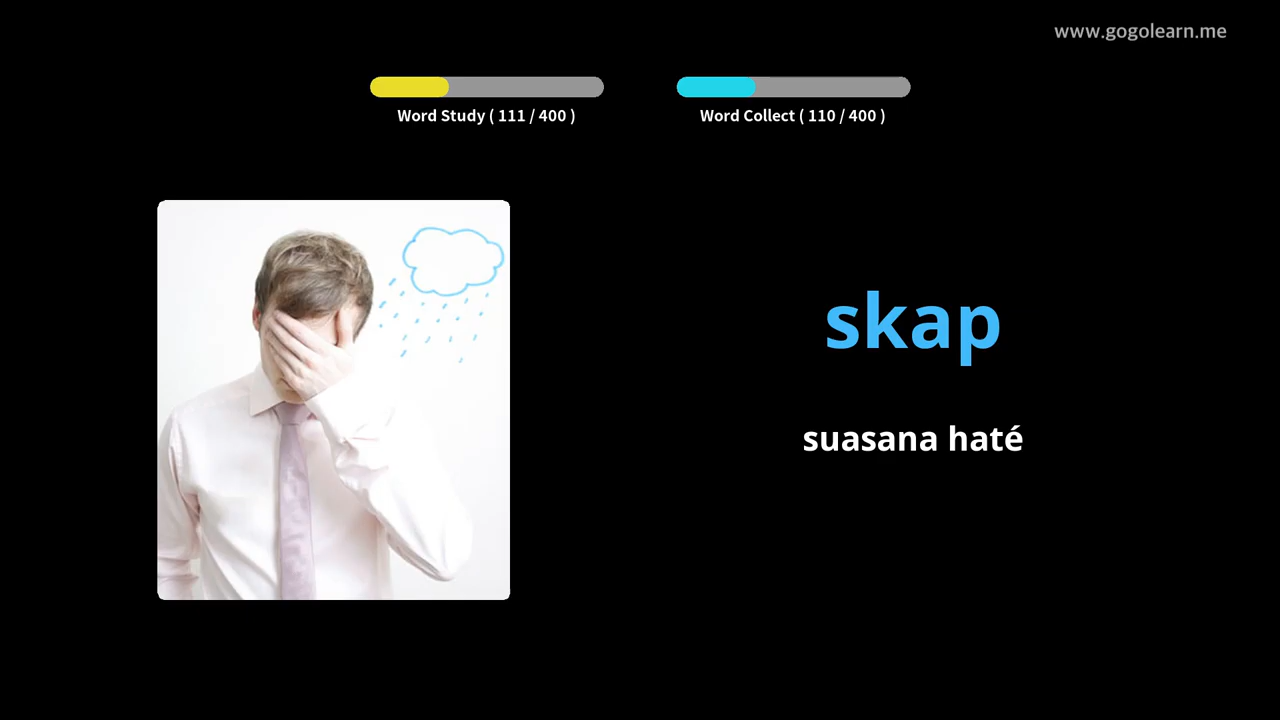 www.gogolearn.me
Word Study ( 111 / 400 )
Word Collect ( 110 / 400 )
skap
suasana haté